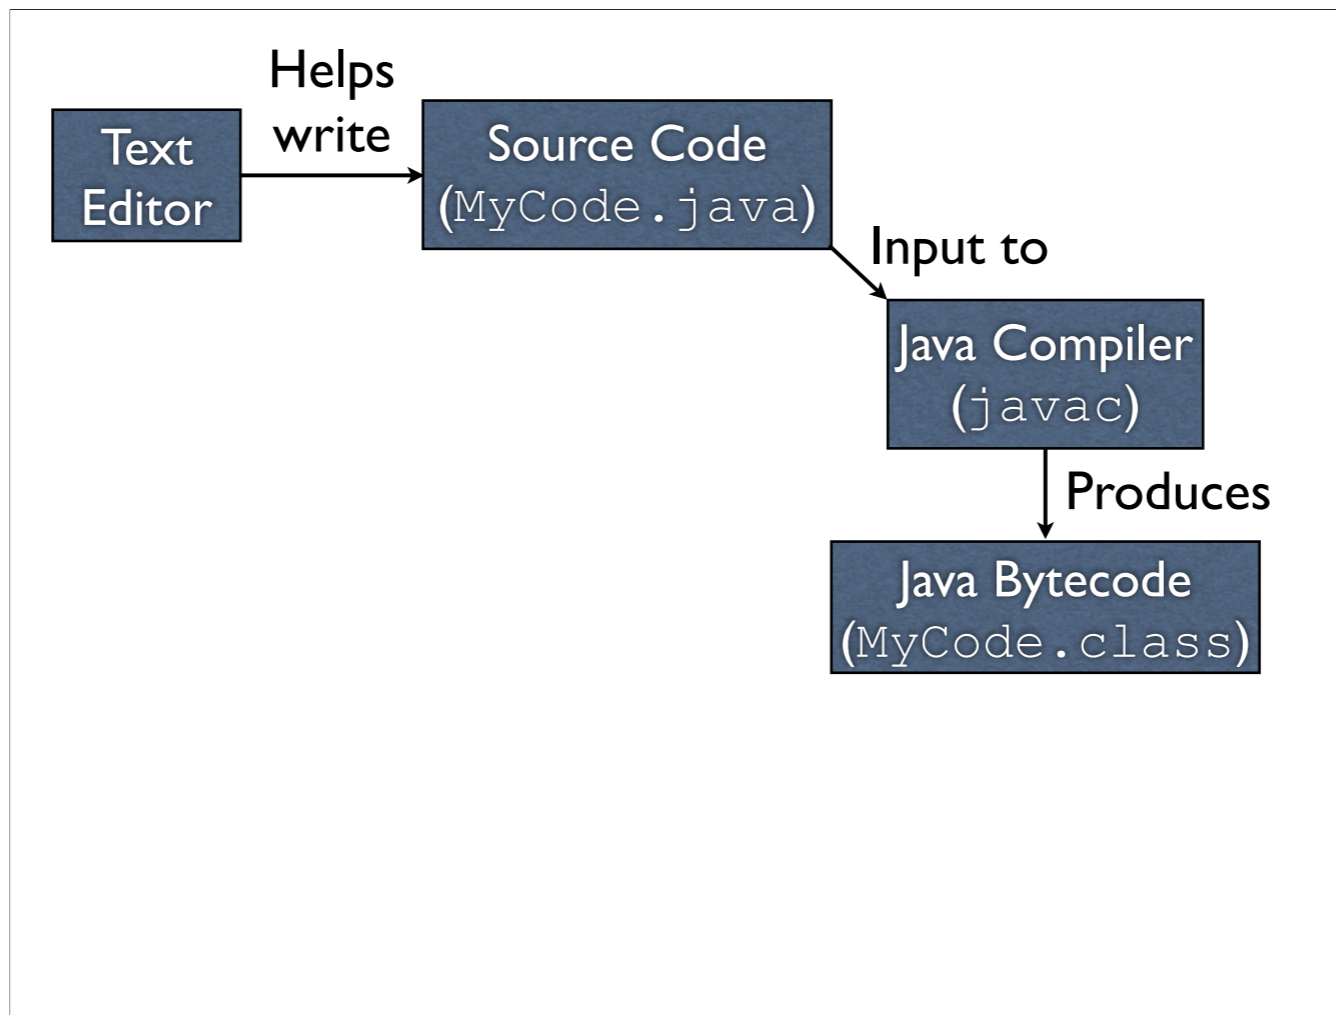 Text
Editor
Helps
write
Source Code
(MyCode.java)
Input to
Java Compiler
(javac)
Produces
Java Bytecode
(MyCode.class)